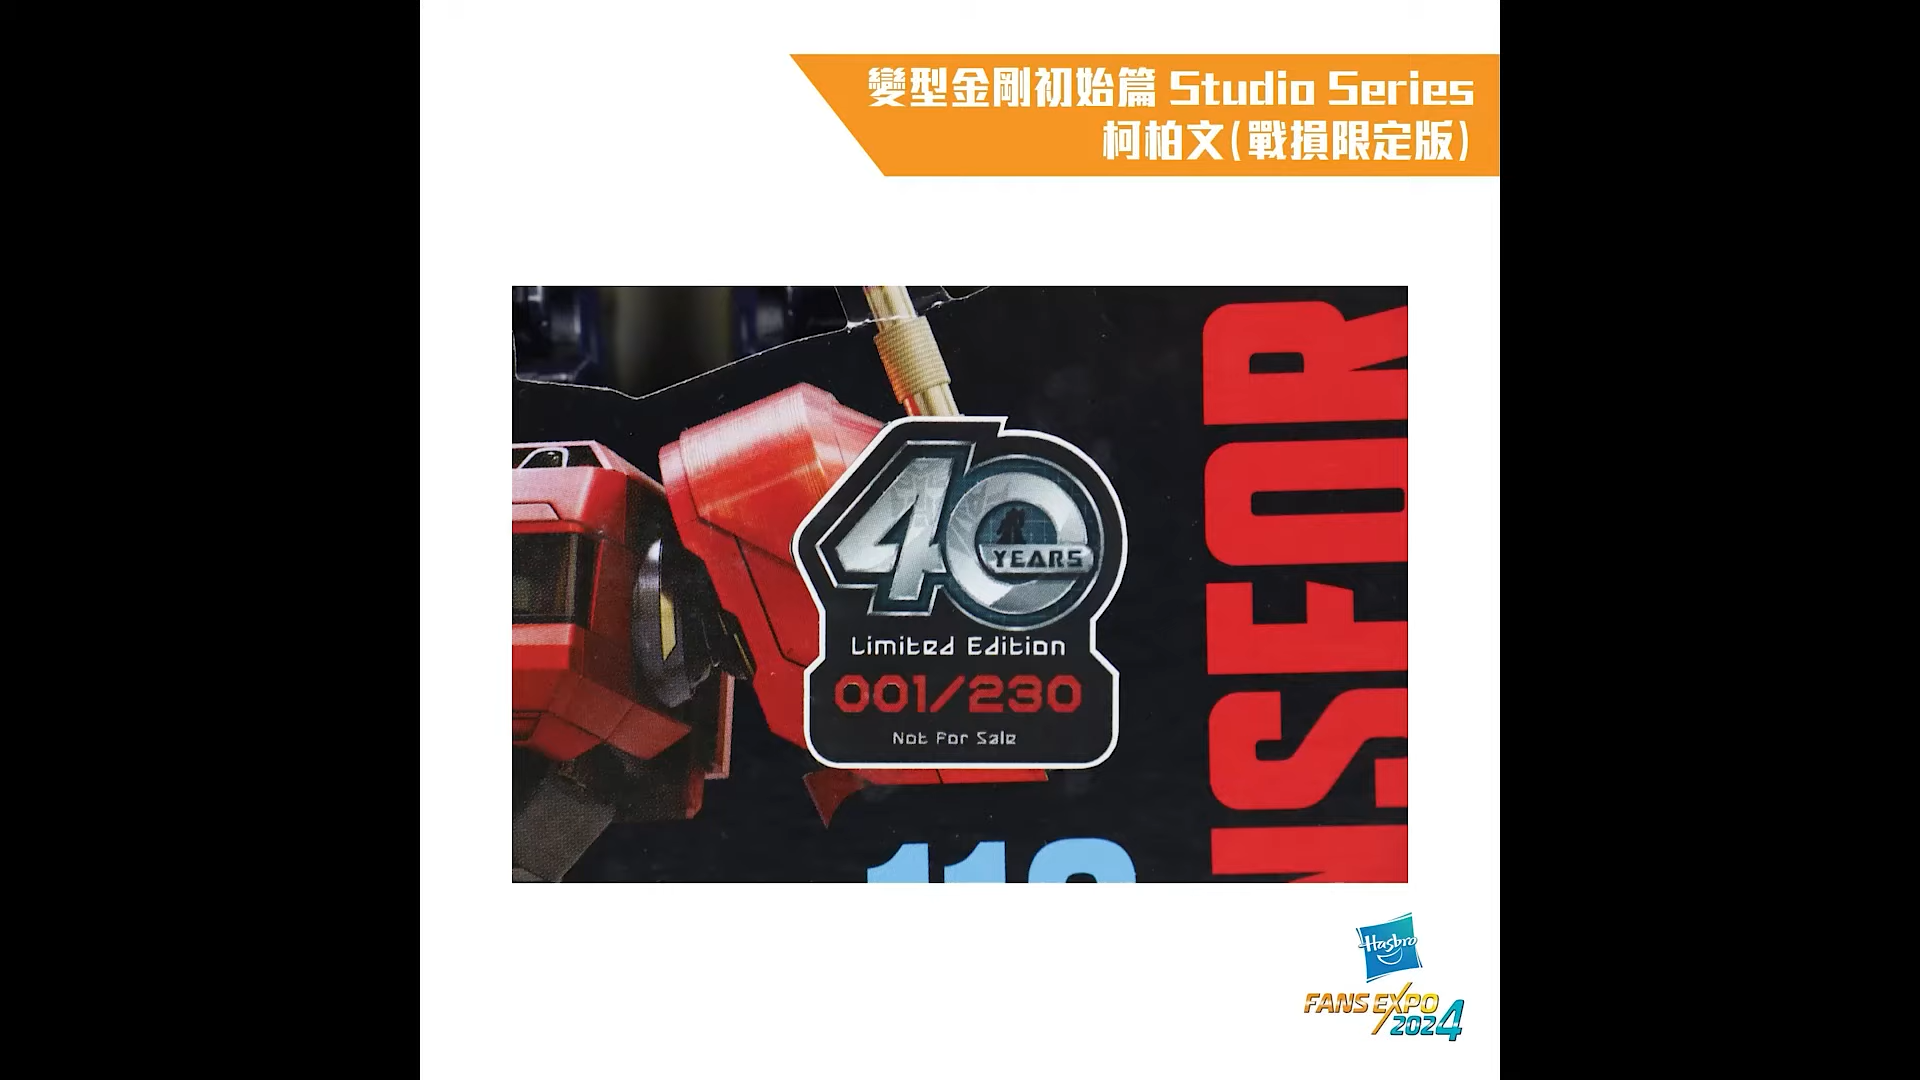 變型金剛初始篇 Studio Series
柯柏文(戰損限定版)
40
YEARS
Limited Edition
001/230
Not For Sale
NSFOR
Hasbro
FANS EXPO
2024